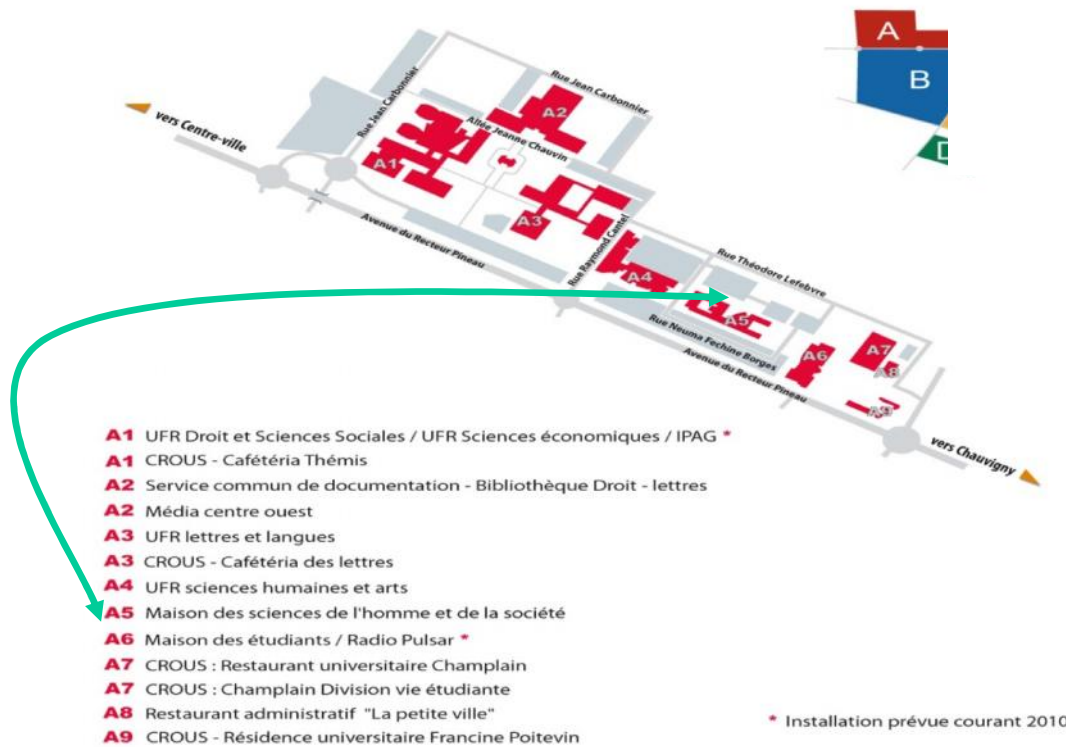 A
B
D
Rue Jean Carbonnier
Rue Jean Carbonnier
A2
vers Centre-ville
Allée Jeanne Chauvin
A1
A3
Avenue du Recteur Pineau
Rue Raymond Cantel
A4
Rue Théodore Lefebvre
A5
Rue Neuma Fechine Borges
A6
A7
A8
Avenue du Recteur Pineau
A9
vers Chauvigny
A1 UFR Droit et Sciences Sociales / UFR Sciences économiques / IPAG *
A1 CROUS - Cafétéria Thémis
A2 Service commun de documentation - Bibliothèque Droit - lettres
A2 Média centre ouest
A3 UFR lettres et langues
A3 CROUS - Cafétéria des lettres
A4 UFR sciences humaines et arts
A5 Maison des sciences de l'homme et de la société
A6 Maison des étudiants / Radio Pulsar *
A7 CROUS : Restaurant universitaire Champlain
A7 CROUS : Champlain Division vie étudiante
A8 Restaurant administratif "La petite ville"
A9 CROUS - Résidence universitaire Francine Poitevin
* Installation prévue courant 2010